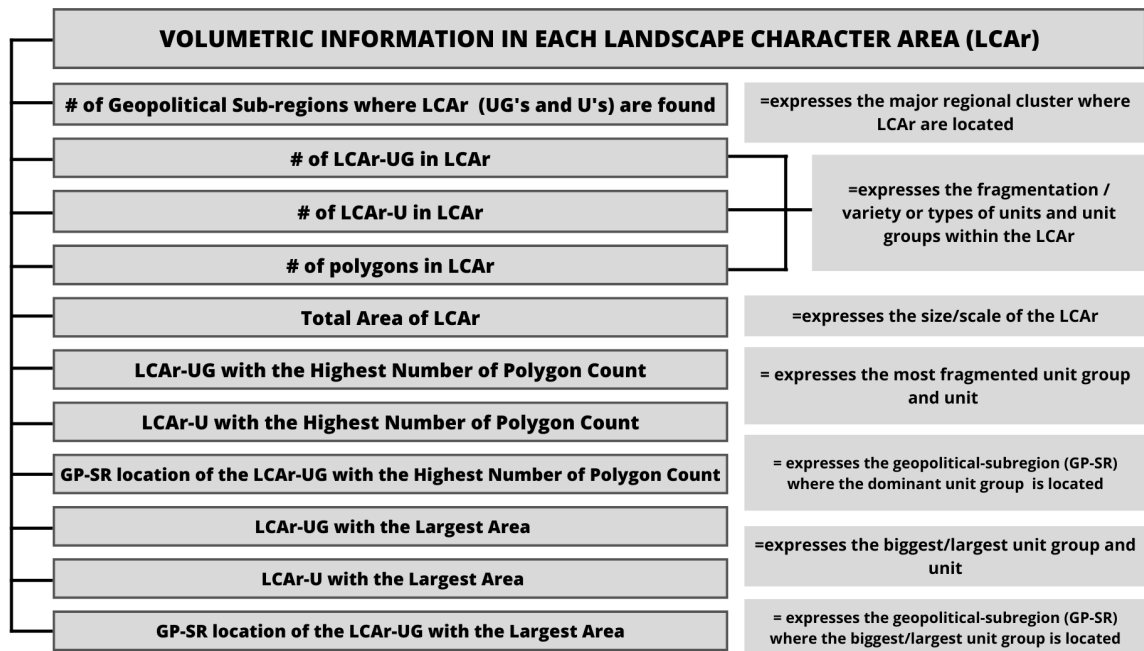 VOLUMETRIC INFORMATION IN EACH LANDSCAPE CHARACTER AREA (LCAr)
# of Geopolitical Sub-regions where LCAr (UG's and U's) are found
=expresses the major regional cluster where
LCAr are located
# of LCAr-UG in LCAr
# of LCAr-U in LCAr
# of polygons in LCAr
=expresses the fragmentation /
variety or types of units and unit
groups within the LCAr
Total Area of LCAr
=expresses the size/scale of the LCAr
LCAr-UG with the Highest Number of Polygon Count
LCAr-U with the Highest Number of Polygon Count
= expresses the most fragmented unit group
and unit
GP-SR location of the LCAr-UG with the Highest Number of Polygon Count
= expresses the geopolitical-subregion (GP-SR)
where the dominant unit group is located
LCAr-UG with the Largest Area
LCAr-U with the Largest Area
=expresses the biggest/largest unit group and
unit
GP-SR location of the LCAr-UG with the Largest Area
= expresses the geopolitical-subregion (GP-SR)
where the biggest/largest unit group is located